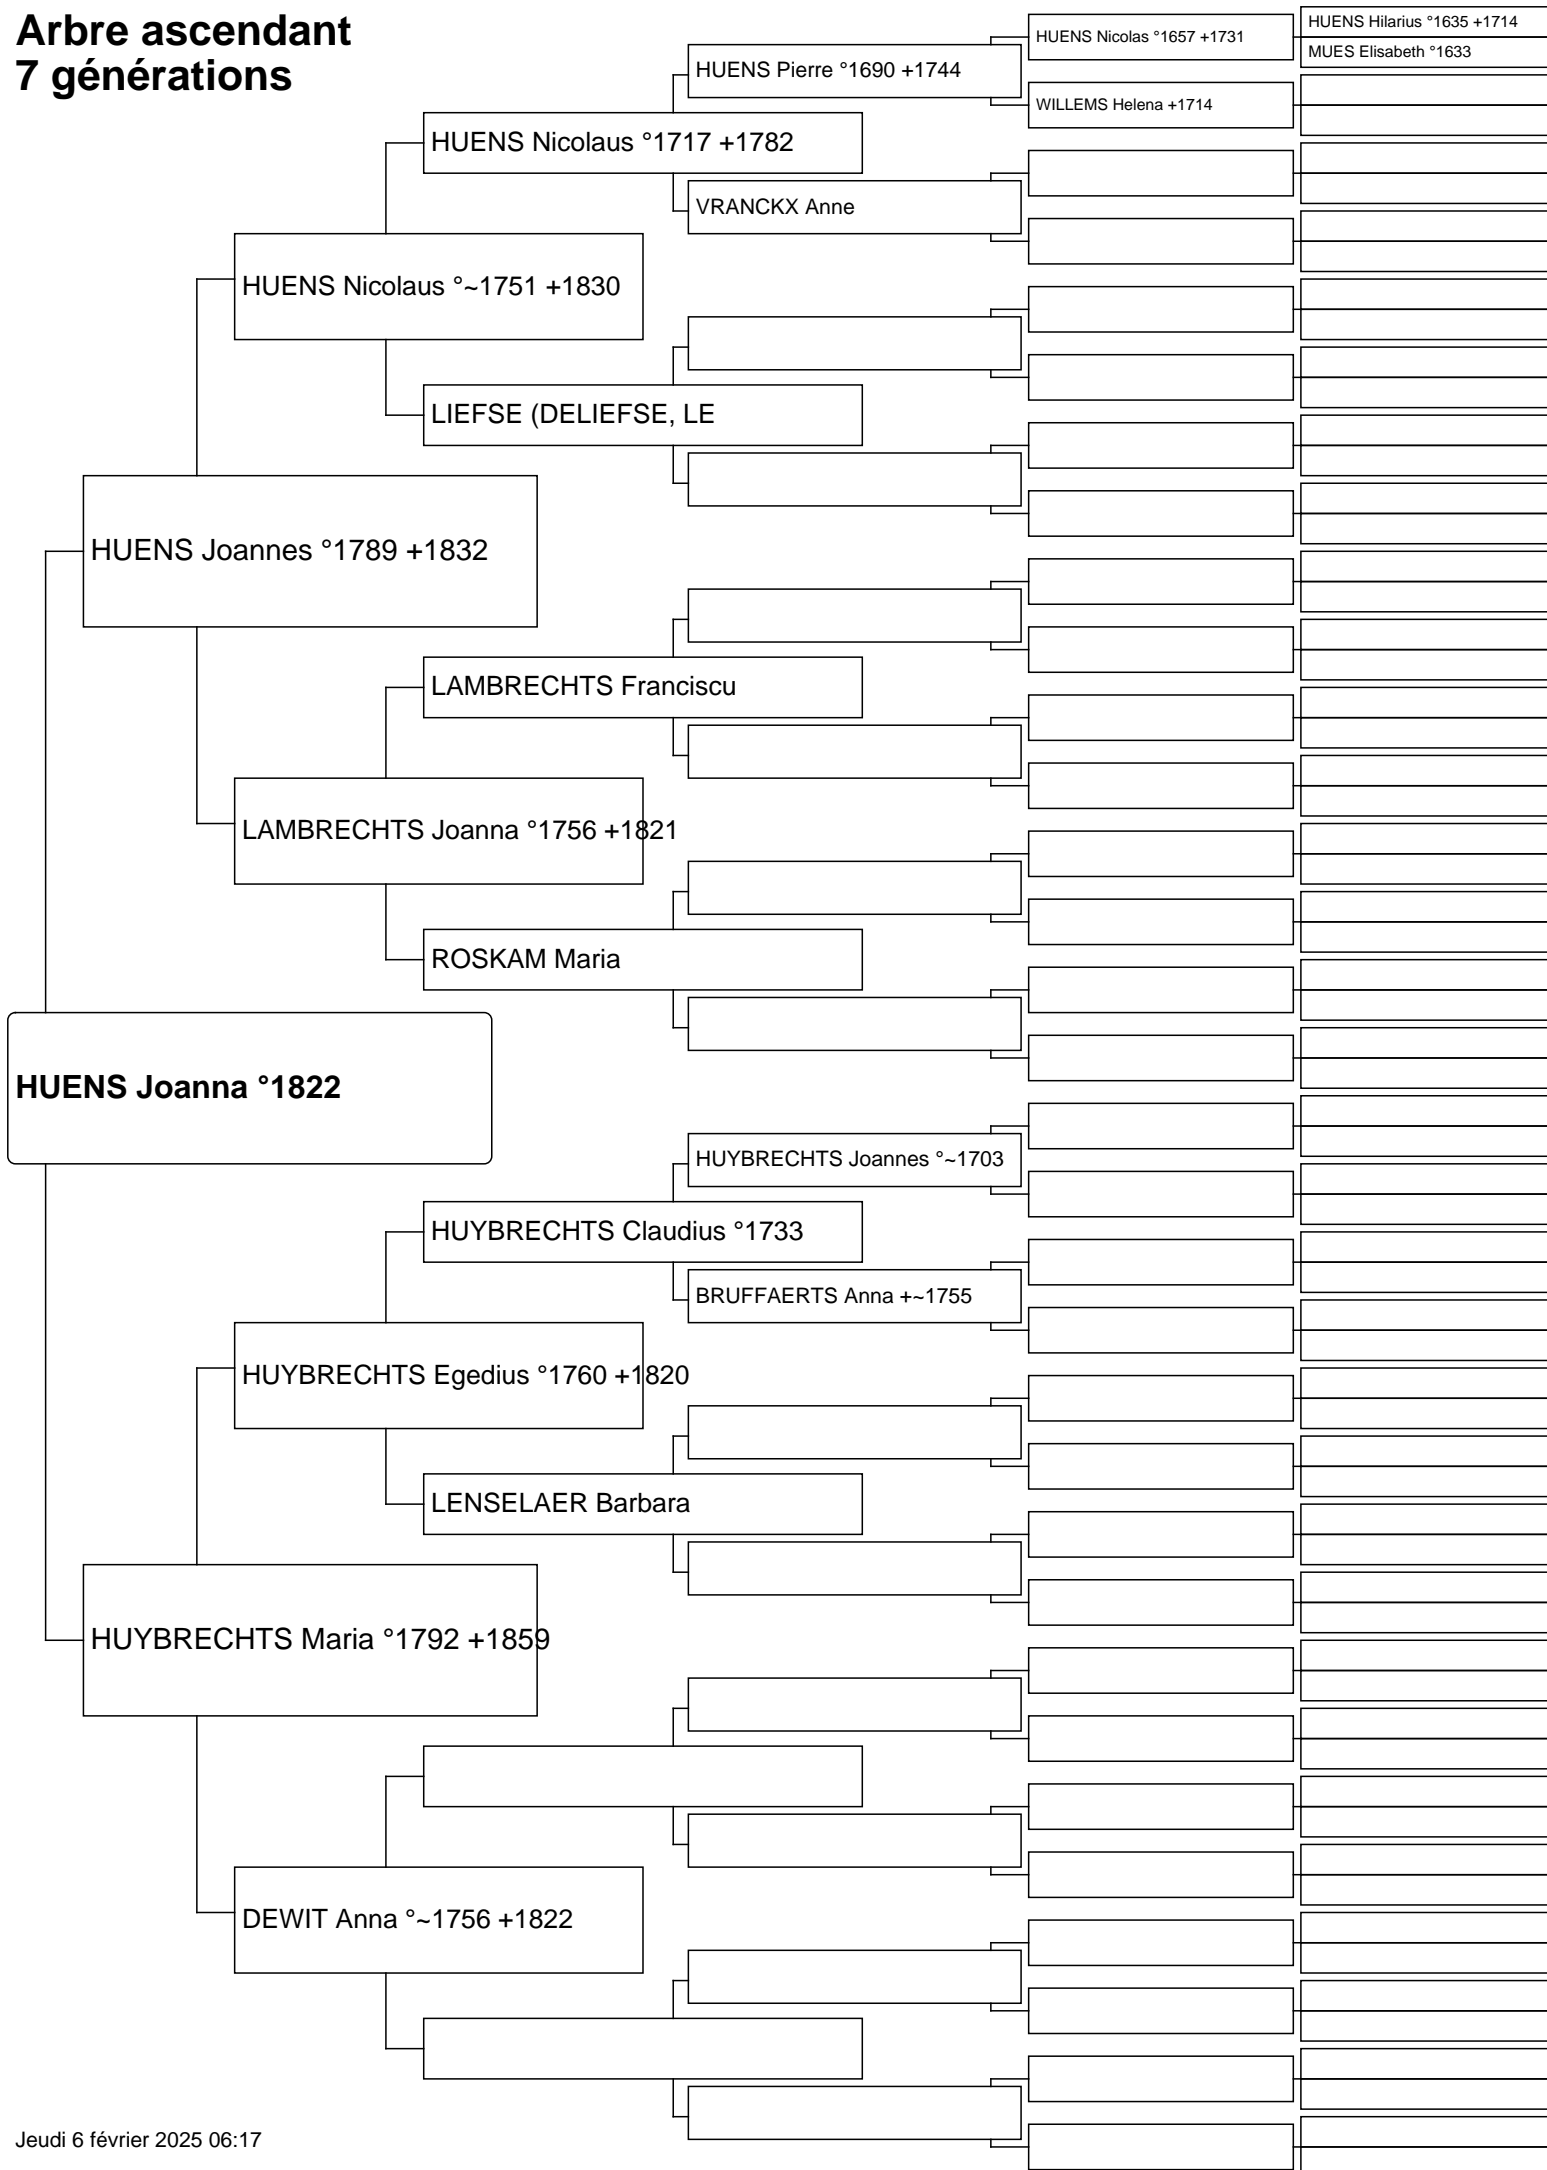 Arbre ascendant
7 générations
HUENS Hilarius °1635 +1714
HUENS Nicolas °1657 +1731
MUES Elisabeth °1633
HUENS Pierre °1690 +1744
WILLEMS Helena +1714
HUENS Nicolaus °1717 +1782
VRANCKX Anne
HUENS Nicolaus °~1751 +1830
LIEFSE (DELIEFSE, LE
HUENS Joannes °1789 +1832
LAMBRECHTS Franciscu
LAMBRECHTS Joanna °1756 +1821
ROSKAM Maria
HUENS Joanna °1822
HUYBRECHTS Joannes °~1703
HUYBRECHTS Claudius °1733
BRUFFAERTS Anna +~1755
HUYBRECHTS Egedius °1760 +1820
LENSELAER Barbara
HUYBRECHTS Maria °1792 +1859
DEWIT Anna °~1756 +1822
Jeudi 6 février 2025 06:17